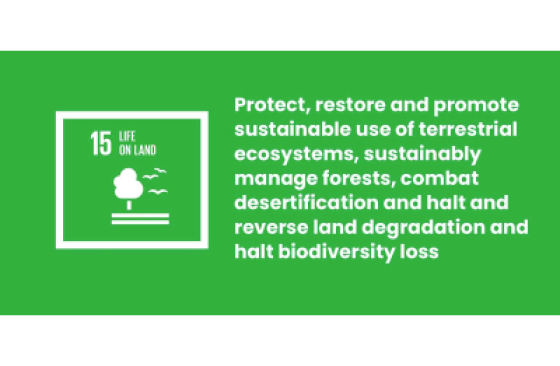 15 LIFE
ON LAND
Protect, restore and promote
sustainable use of terrestrial
ecosystems, sustainably
manage forests, combat
desertification and halt and
reverse land degradation and
halt biodiversity loss